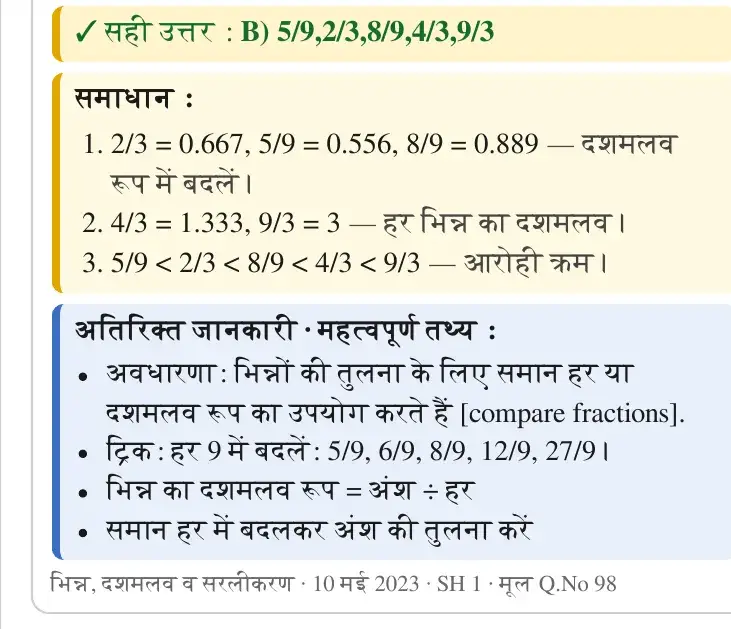 ✓ सही उत्तर : B) 5/9,2/3,8/9,4/3,9/3
समाधान :
1. 2/3 = 0.667, 5/9 = 0.556, 8/9 = 0.889 — दशमलव
रूप में बदलें।
2. 4/3 = 1.333, 9/3 = 3 — हर भिन्न का दशमलव।
3. 5/9 < 2/3 < 8/9 < 4/3 < 9/3 — आरोही क्रम।
अतिरिक्त जानकारी · महत्वपूर्ण तथ्य :
• अवधारणा : भिन्नों की तुलना के लिए समान हर या
दशमलव रूप का उपयोग करते हैं [compare fractions].
• ट्रिक : हर 9 में बदलें : 5/9, 6/9, 8/9, 12/9, 27/9।
• भिन्न का दशमलव रूप = अंश ÷ हर
• समान हर में बदलकर अंश की तुलना करें
भिन्न, दशमलव व सरलीकरण · 10 मई 2023 · SH 1 · मूल Q.No 98